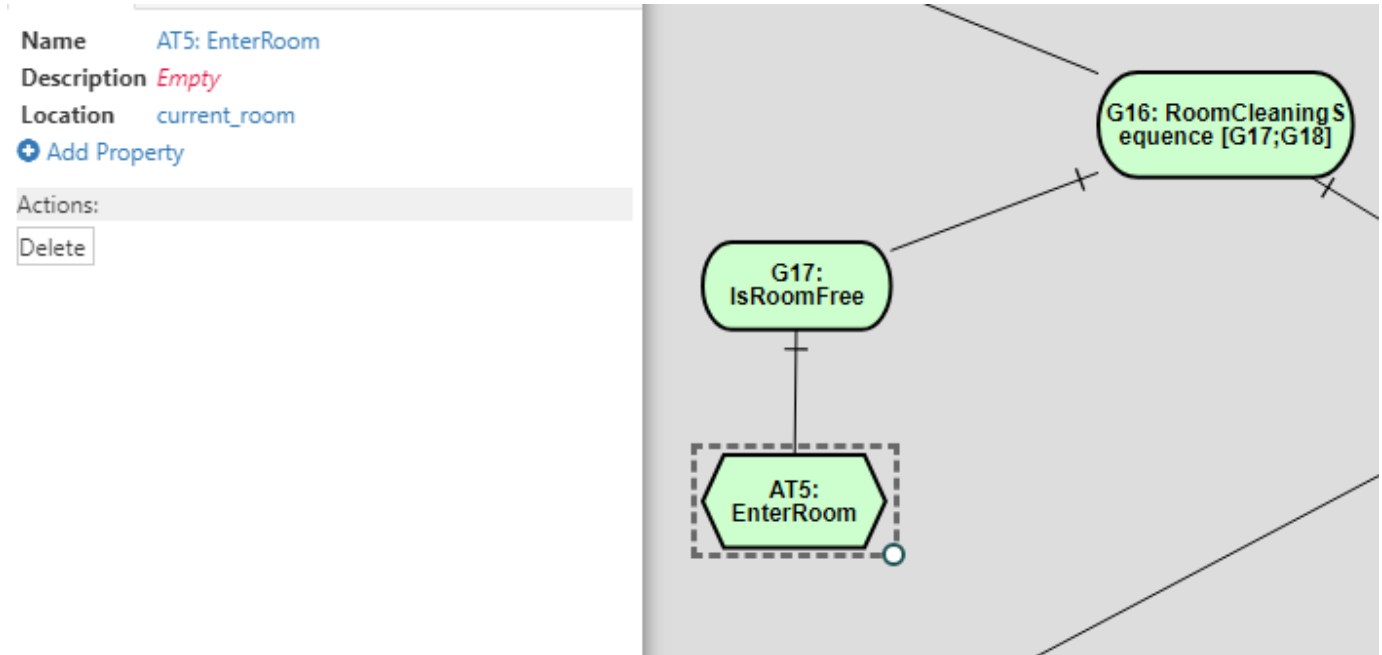 Name AT5: EnterRoom
Description Empty
Location current_room
Add Property
Actions:
Delete
G16: RoomCleaningS
equence [G17;G18]
G17:
IsRoomFree
AT5:
EnterRoom